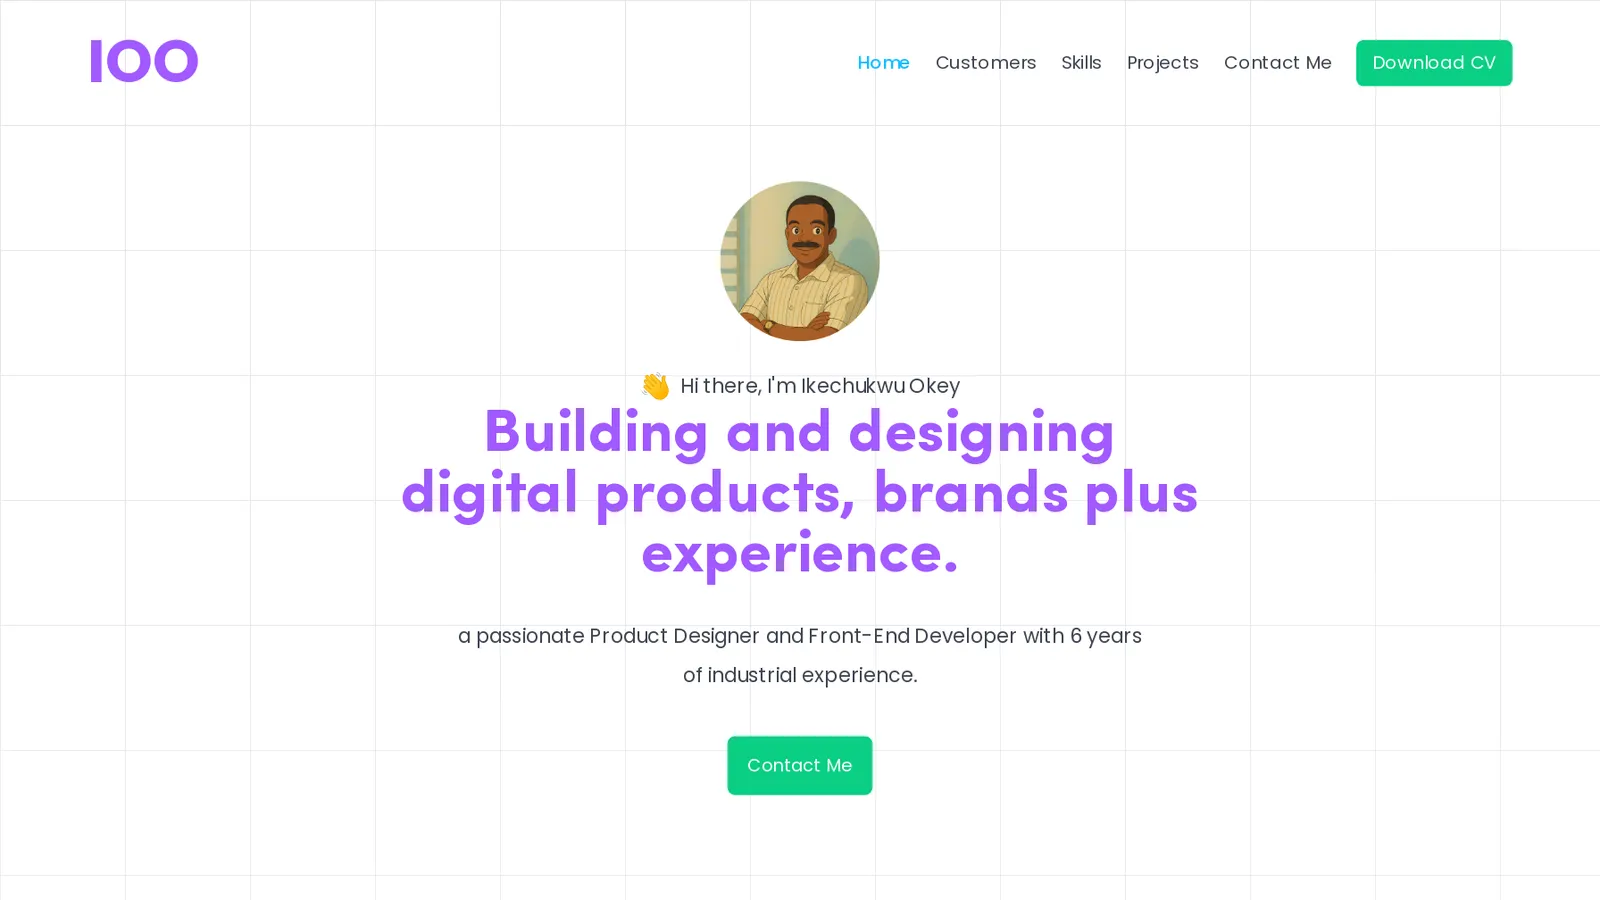 IOO
Home Customers Skills Projects Contact Me Download CV
👋 Hi there, I'm Ikechukwu Okey
Building and designing
digital products, brands plus
experience.
a passionate Product Designer and Front-End Developer with 6 years
of industrial experience.
Contact Me